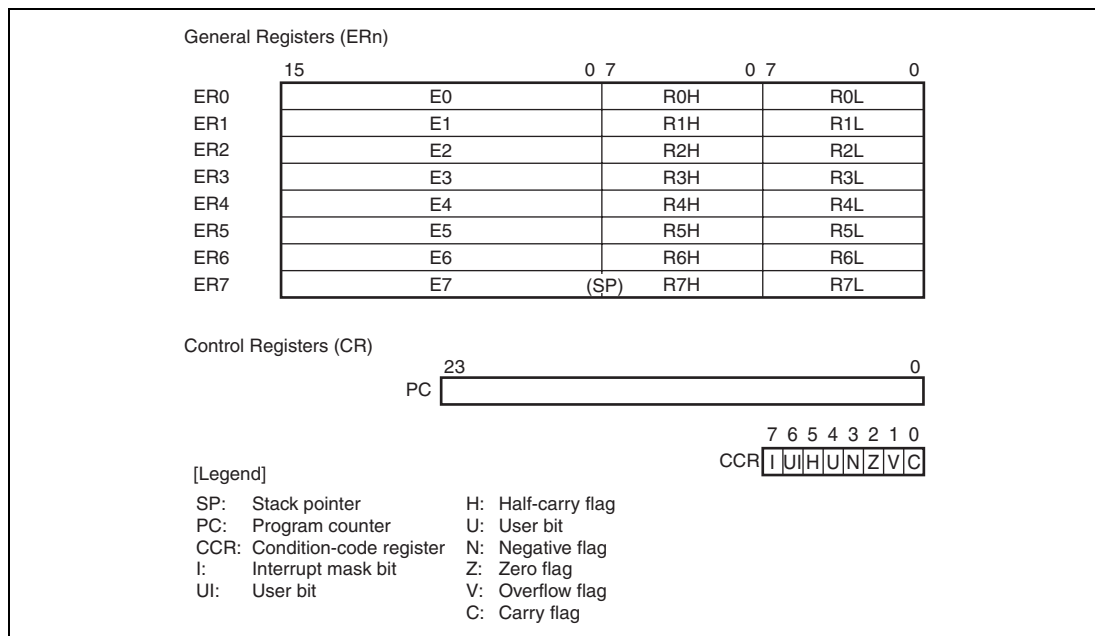 General Registers (ERn)
15 0 7 0 7 0
ER0 E0 R0H R0L
ER1 E1 R1H R1L
ER2 E2 R2H R2L
ER3 E3 R3H R3L
ER4 E4 R4H R4L
ER5 E5 R5H R5L
ER6 E6 R6H R6L
ER7 E7 (SP) R7H R7L
Control Registers (CR)
23 0
PC
7 6 5 4 3 2 1 0
CCR I UI H U N Z V C
[Legend]
SP: Stack pointer
PC: Program counter
CCR: Condition-code register
I: Interrupt mask bit
UI: User bit
H: Half-carry flag
U: User bit
N: Negative flag
Z: Zero flag
V: Overflow flag
C: Carry flag